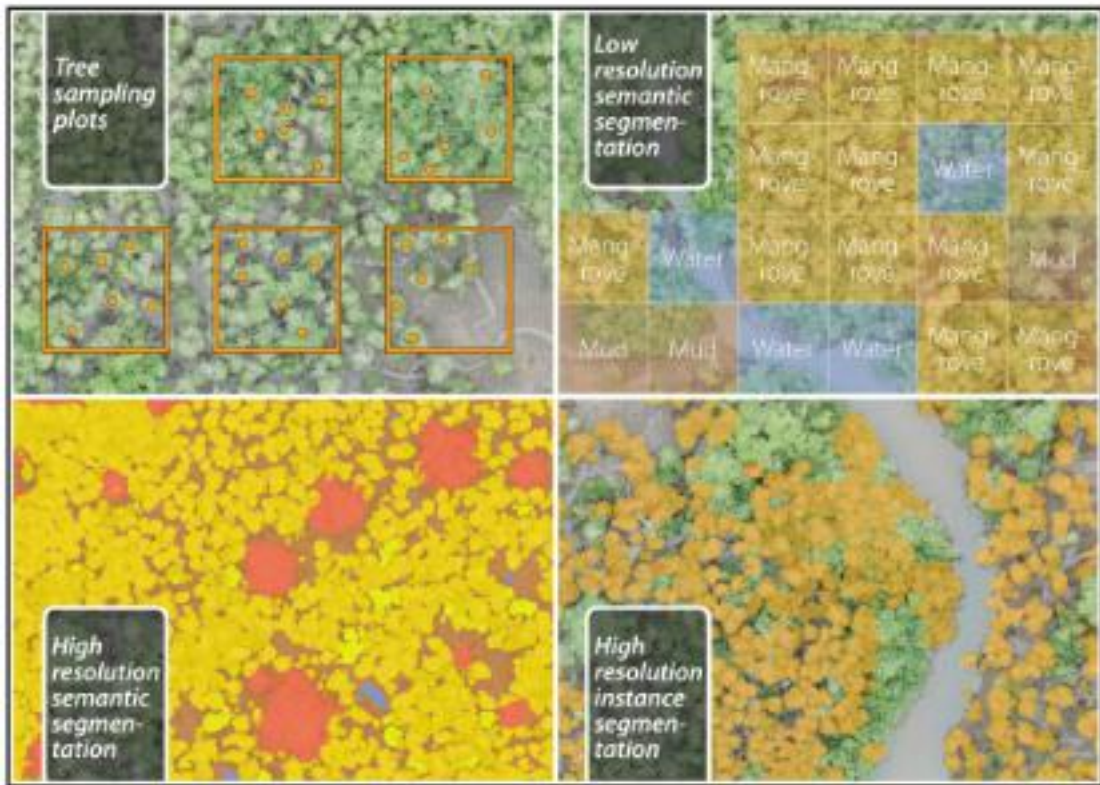 Tree
sampling
plots
Low
resolution
semantic
segmen-
tation
Mang- Mang- Mang- Mang-
rove rove rove rove
Mang- Mang- Water Mang-
rove rove rove
Mang- Water Mang- Mang- Mang- Mud
rove rove rove rove
Mud Mud Water Water Mang- Mang-
rove rove
High
resolution
semantic
segmen-
tation
High
resolution
instance
segmen-
tation